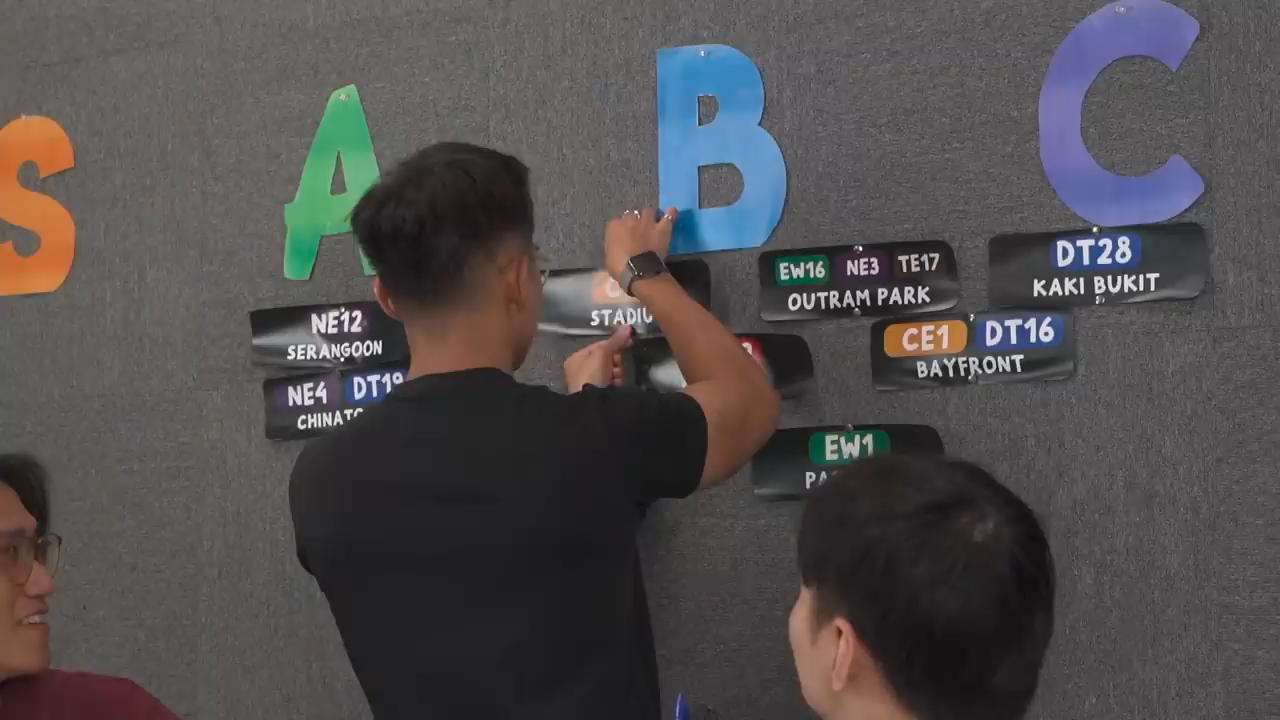 S
A
B
C
NE12
SERANGOON
NE4 DT19
EW16 NE3 TE17
OUTRAM PARK
DT28
KAKI BUKIT
CE1 DT16
BAYFRONT
EW1